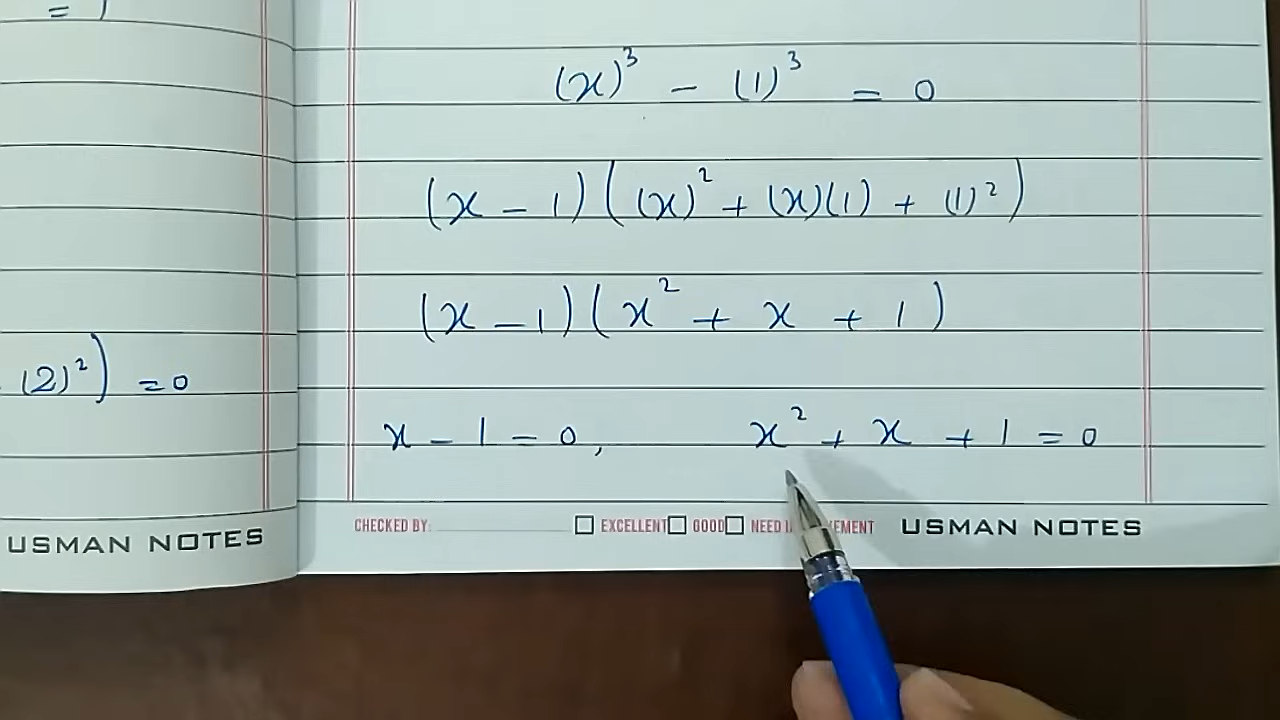 = 1
(2)²) = 0
USMAN NOTES
(x)³ - (1)³ = 0
(x - 1)((x)² + (x)(1) + (1)²)
(x - 1)(x² + x + 1)
x - 1 = 0, x² + x + 1 = 0
CHECKED BY: EXCELLENT GOOD NEED USMAN NOTES